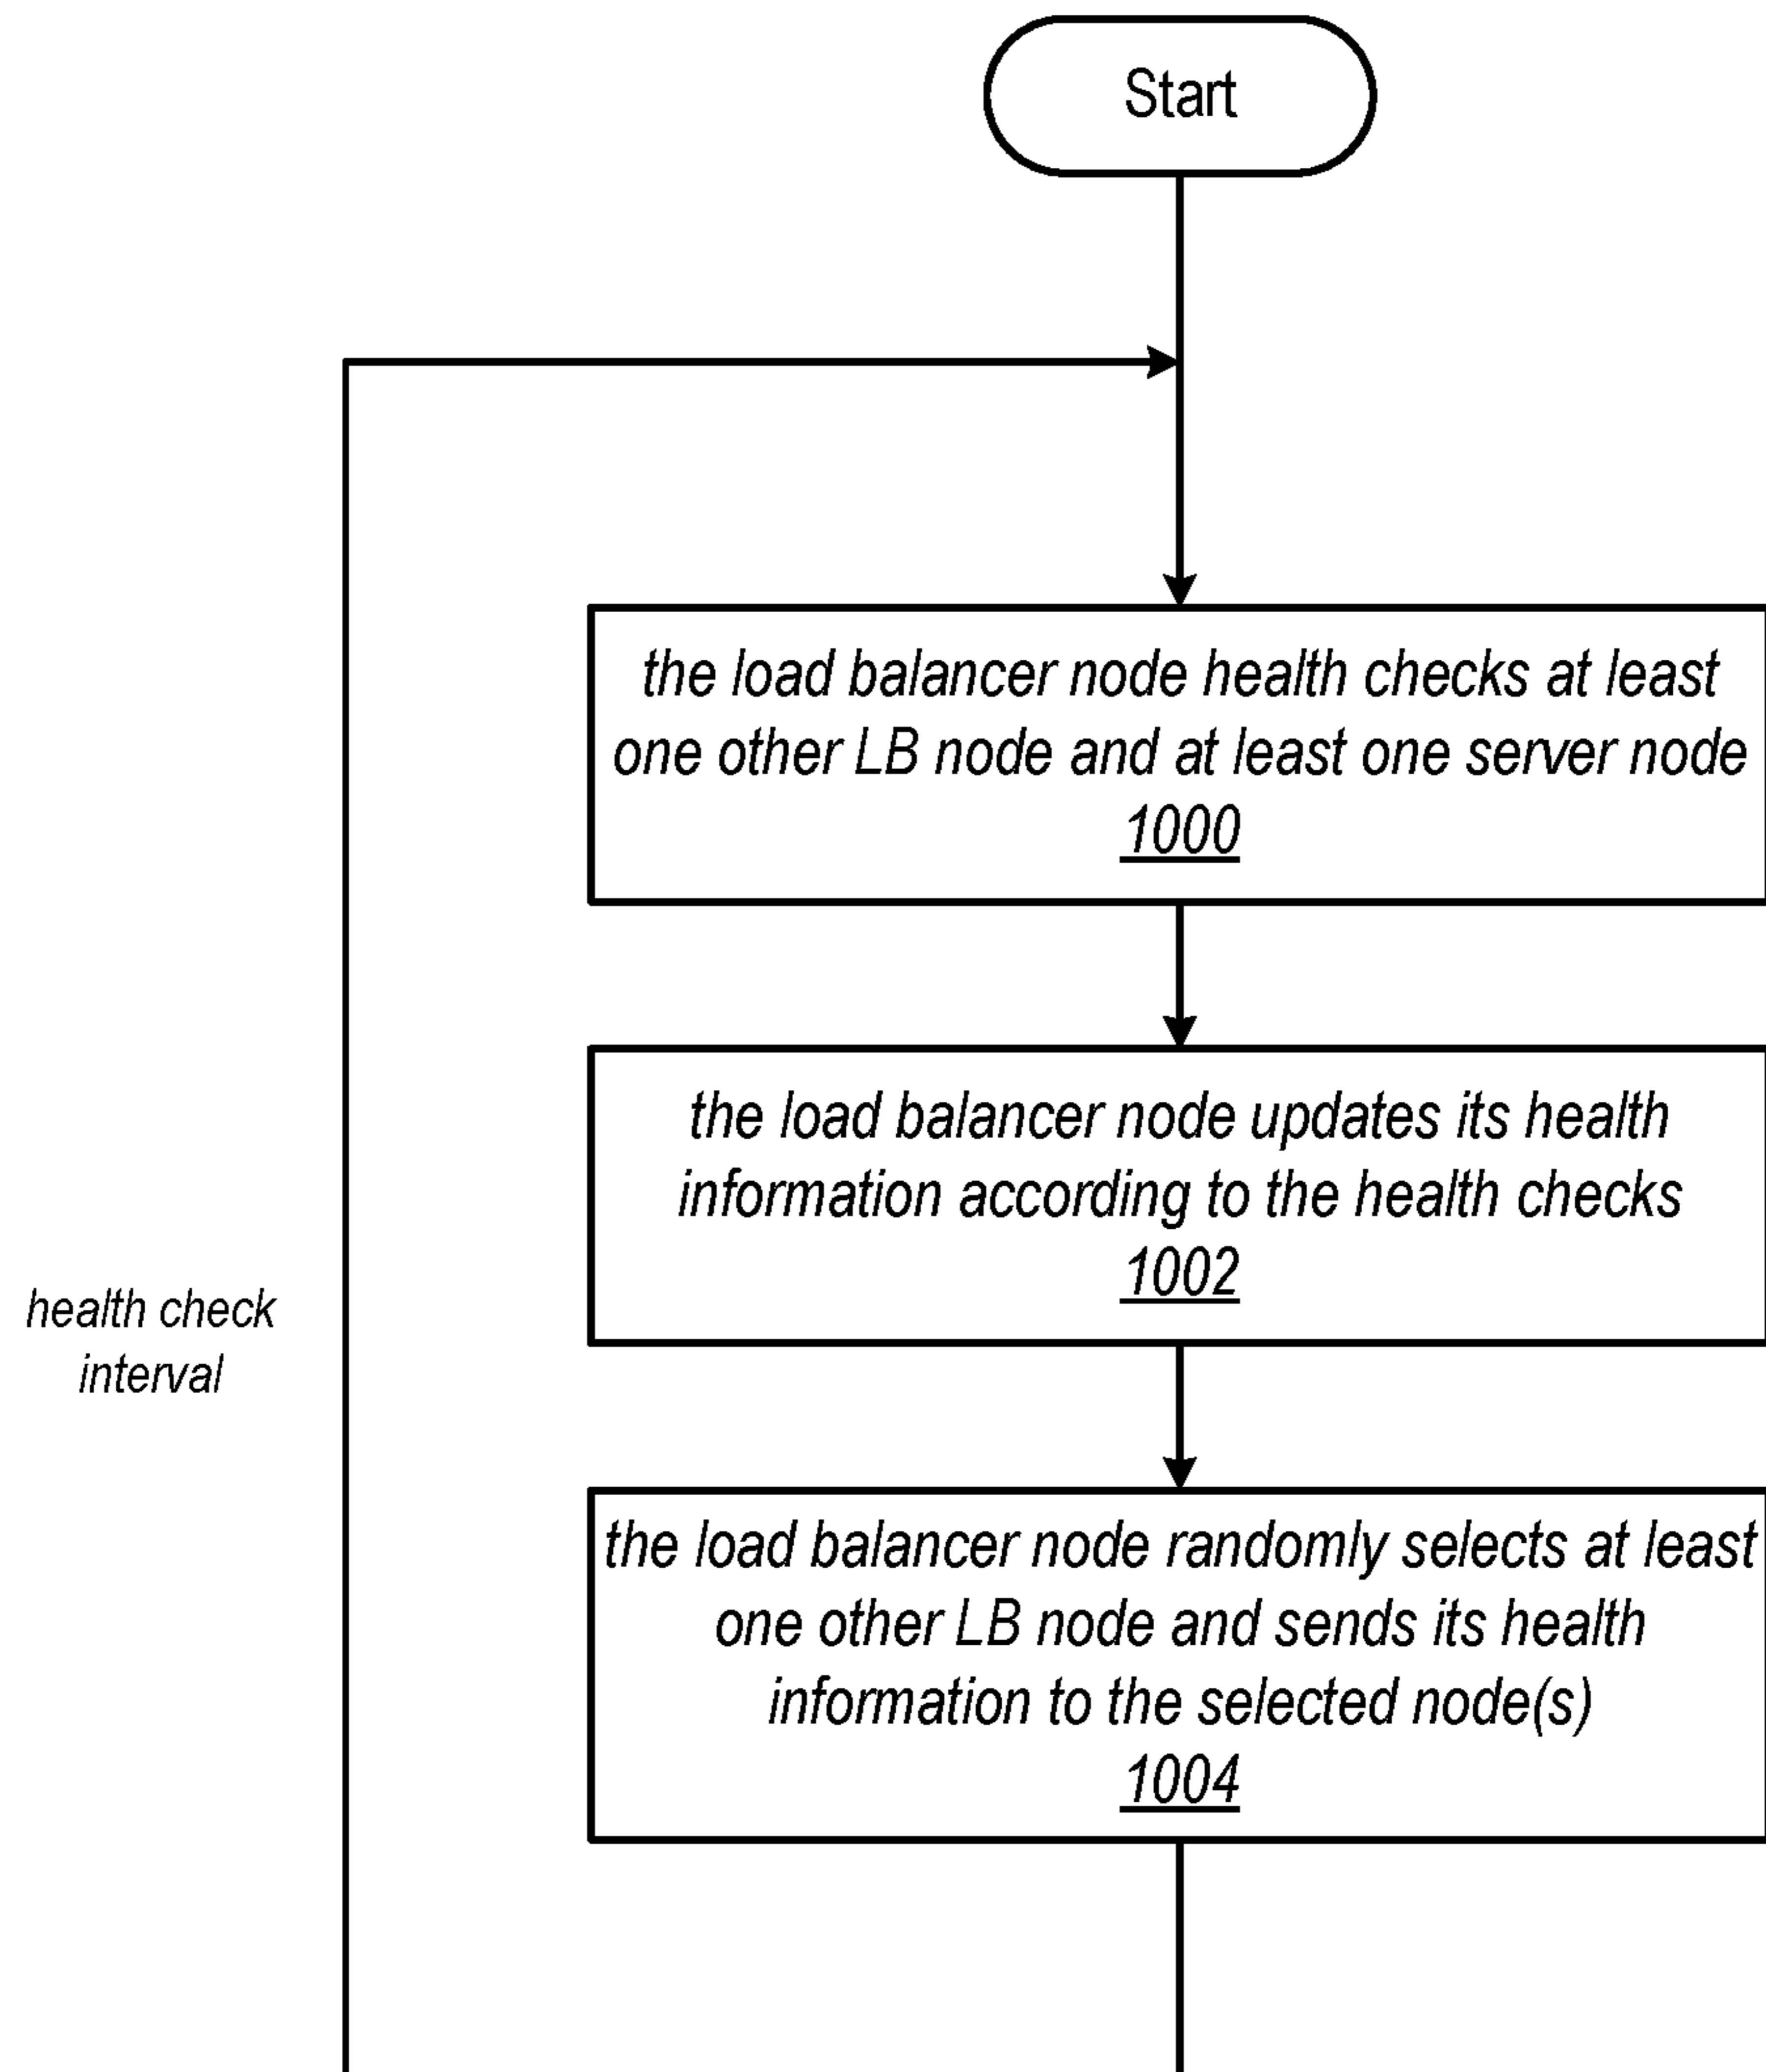 Start
the load balancer node health checks at least
one other LB node and at least one server node
1000
the load balancer node updates its health
information according to the health checks
1002
health check
interval
the load balancer node randomly selects at least
one other LB node and sends its health
information to the selected node(s)
1004